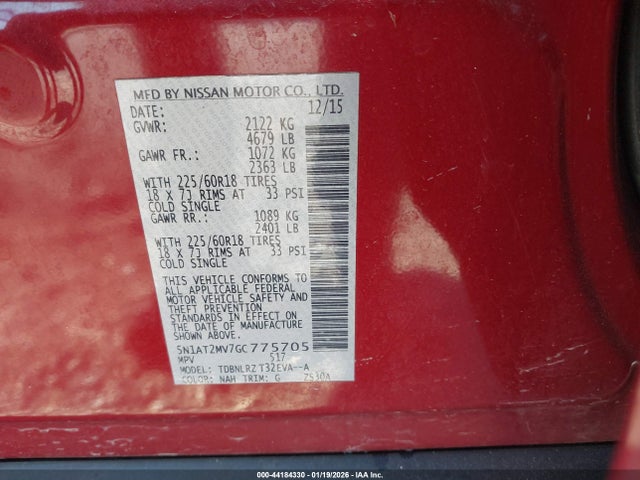 MFD BY NISSAN MOTOR CO., LTD.
DATE: 12/15
GVWR: 2122 KG
4679 LB
GAWR FR.: 1072 KG
2363 LB
WITH 225/60R18 TIRES
18 X 7J RIMS AT 33 PSI
COLD SINGLE
GAWR RR.: 1089 KG
2401 LB
WITH 225/60R18 TIRES
18 X 7J RIMS AT 33 PSI
COLD SINGLE
THIS VEHICLE CONFORMS TO
ALL APPLICABLE FEDERAL
MOTOR VEHICLE SAFETY AND
THEFT PREVENTION
STANDARDS IN EFFECT ON
THE DATE OF MANUFACTURE
SHOWN ABOVE.
5N1AT2MV7GC775705
MPV S17
MODEL: TDBNLRZ T32EVA--A
COLOR: NAH TRIM: G
000-44184330 - 01/19/2026 - IAA Inc.